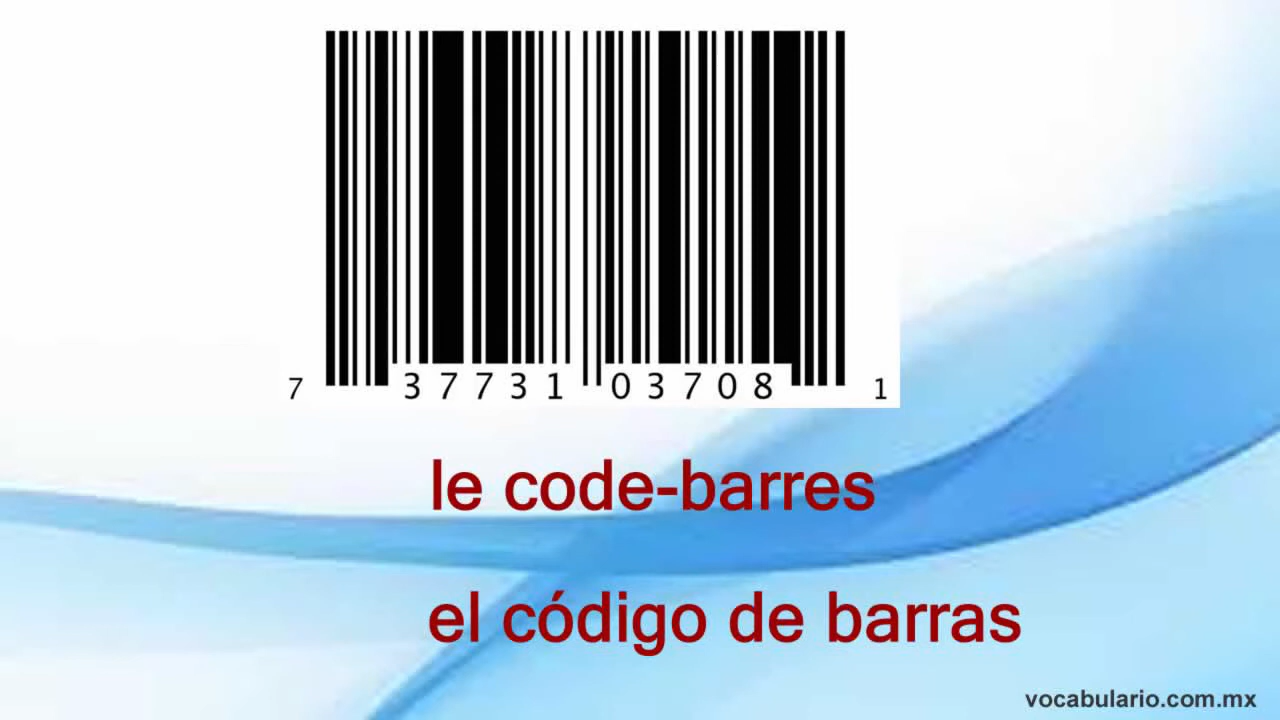 7 37731 03708 1
le code-barres
el código de barras
vocabulario.com.mx